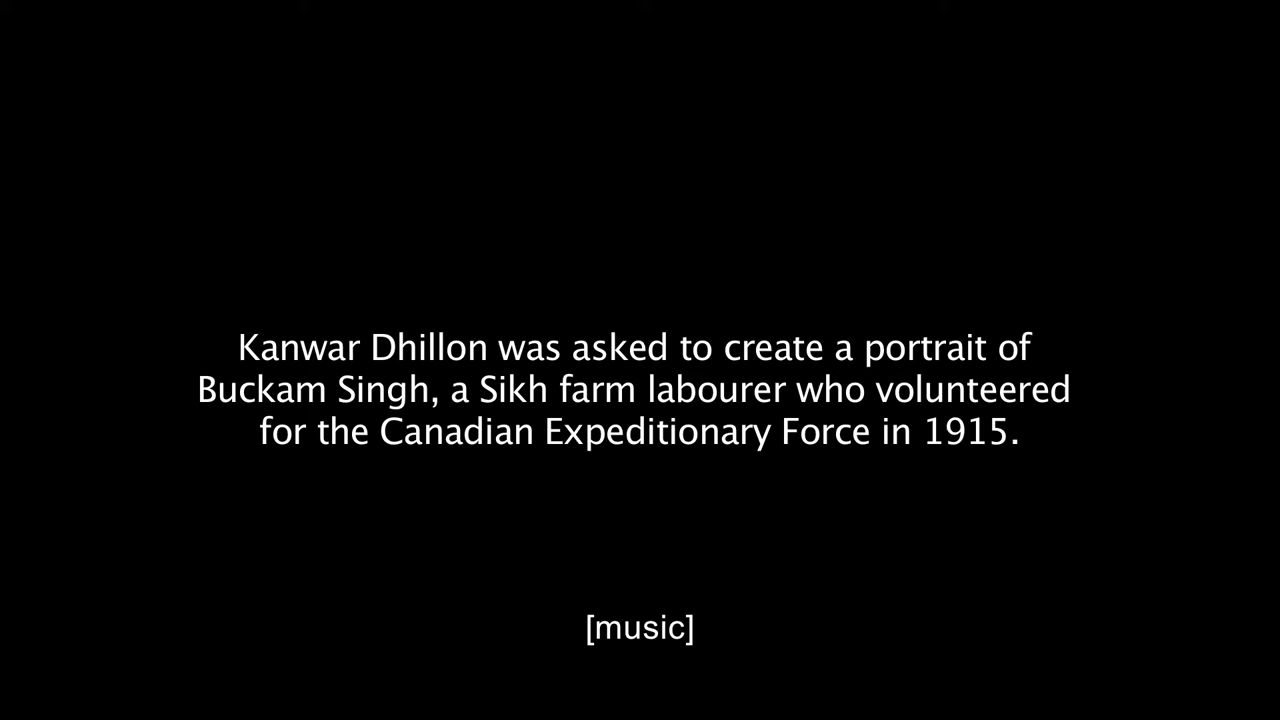 Kanwar Dhillon was asked to create a portrait of
Buckam Singh, a Sikh farm labourer who volunteered
for the Canadian Expeditionary Force in 1915.
[music]